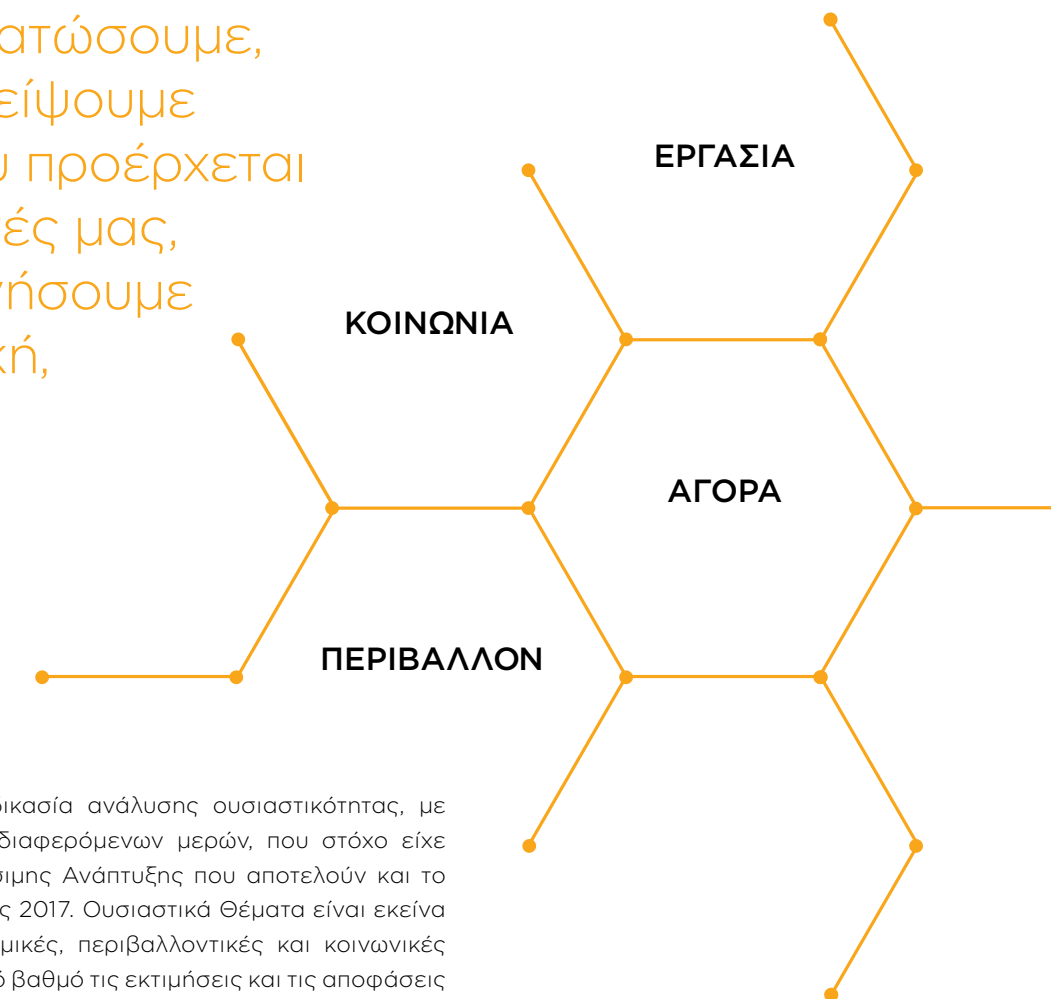 ατώσουμε,
είψουμε
προέρχεται
ές μας,
νήσουμε
κή,
ΕΡΓΑΣΙΑ
ΚΟΙΝΩΝΙΑ
ΑΓΟΡΑ
ΠΕΡΙΒΑΛΛΟΝ
δικασία ανάλυσης ουσιαστικότητας, με
διαφερόμενων μερών, που στόχο είχε
σιμης Ανάπτυξης που αποτελούν και το
ς 2017. Ουσιαστικά Θέματα είναι εκείνα
μικές, περιβαλλοντικές και κοινωνικές
ό βαθμό τις εκτιμήσεις και τις αποφάσεις